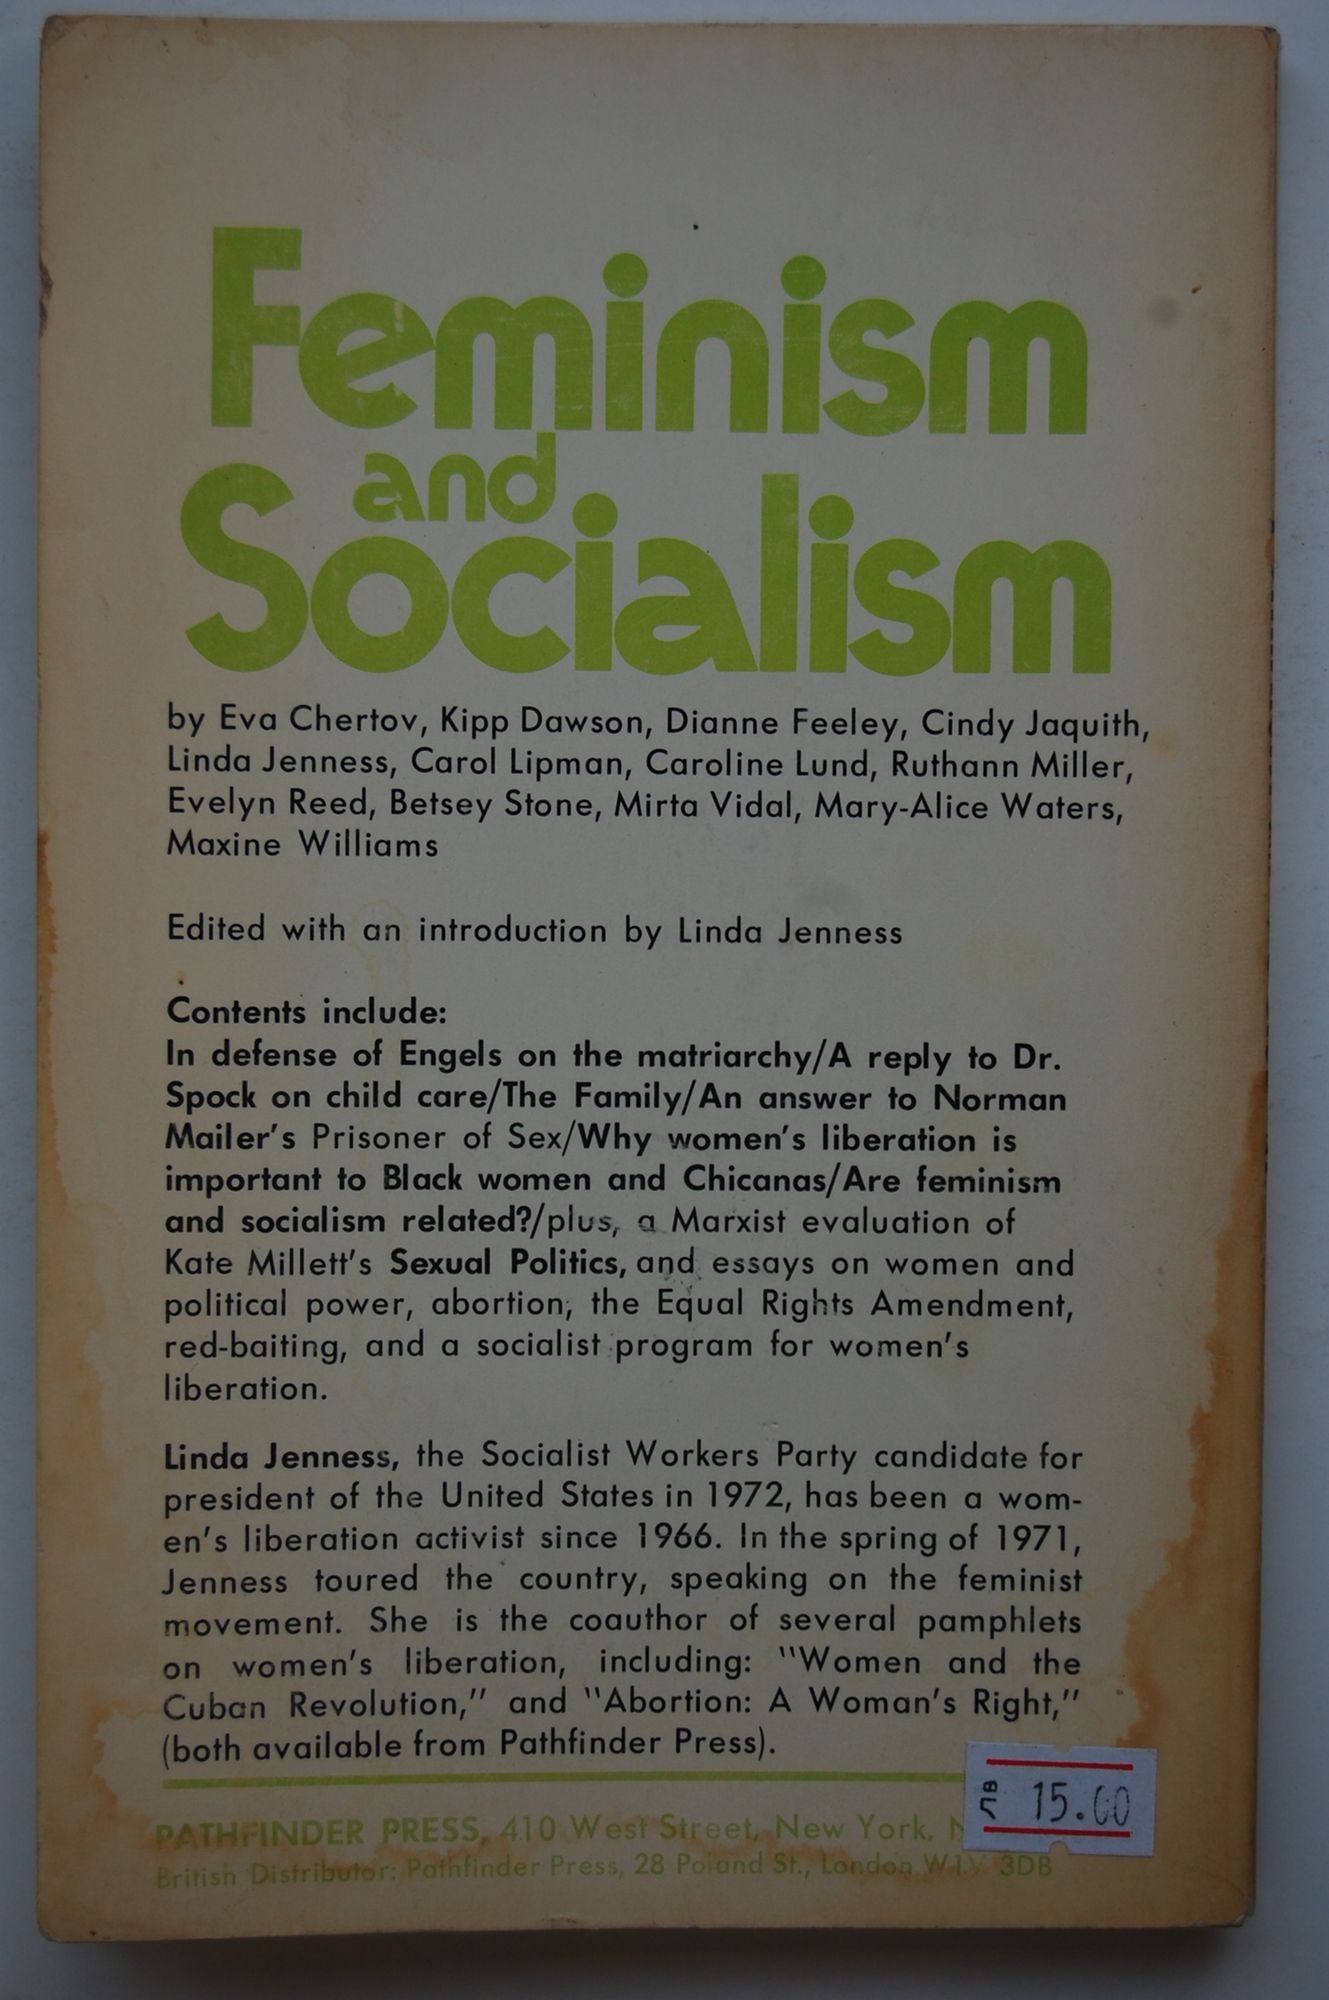 Feminism
and
Socialism
by Eva Chertov, Kipp Dawson, Dianne Feeley, Cindy Jaquith,
Linda Jenness, Carol Lipman, Caroline Lund, Ruthann Miller,
Evelyn Reed, Betsey Stone, Mirta Vidal, Mary-Alice Waters,
Maxine Williams
Edited with an introduction by Linda Jenness
Contents include:
In defense of Engels on the matriarchy/A reply to Dr.
Spock on child care/The Family/An answer to Norman
Mailer's Prisoner of Sex/Why women's liberation is
important to Black women and Chicanas/Are feminism
and socialism related?/plus, a Marxist evaluation of
Kate Millett's Sexual Politics, and essays on women and
political power, abortion, the Equal Rights Amendment,
red-baiting, and a socialist program for women's
liberation.
Linda Jenness, the Socialist Workers Party candidate for
president of the United States in 1972, has been a wom-
en's liberation activist since 1966. In the spring of 1971,
Jenness toured the country, speaking on the feminist
movement. She is the coauthor of several pamphlets
on women's liberation, including: "Women and the
Cuban Revolution," and "Abortion: A Woman's Right,"
(both available from Pathfinder Press).
PATHFINDER PRESS, 410 West Street, New York,
British Distributor: Pathfinder Press, 28 Poland St., London W1V 3DB
15.00